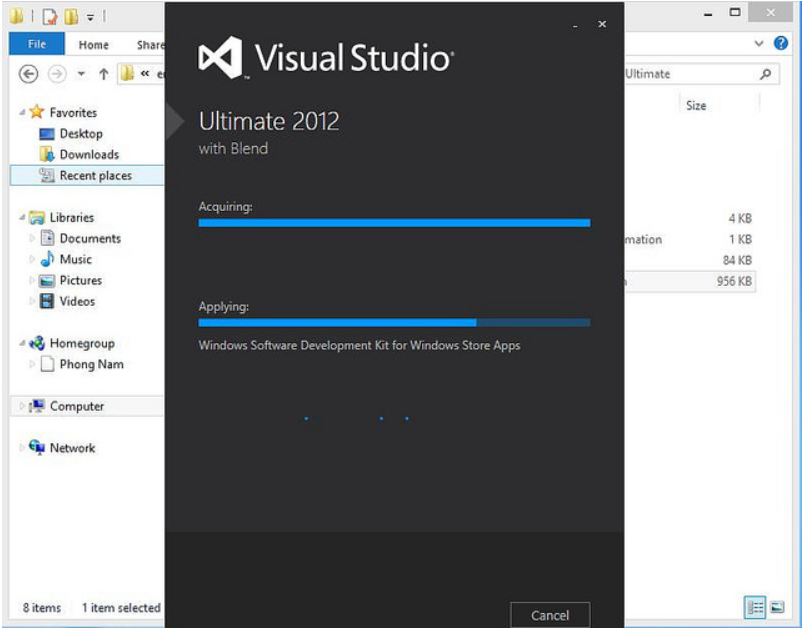 File Home Share
« Ultimate
Favorites
Desktop
Downloads
Recent places
Libraries
Documents
Music
Pictures
Videos
Homegroup
Phong Nam
Computer
Network
8 items 1 item selected
Visual Studio
Ultimate 2012
with Blend
Acquiring:
Applying:
Windows Software Development Kit for Windows Store Apps
Cancel
Size
4 KB
mation 1 KB
84 KB
956 KB